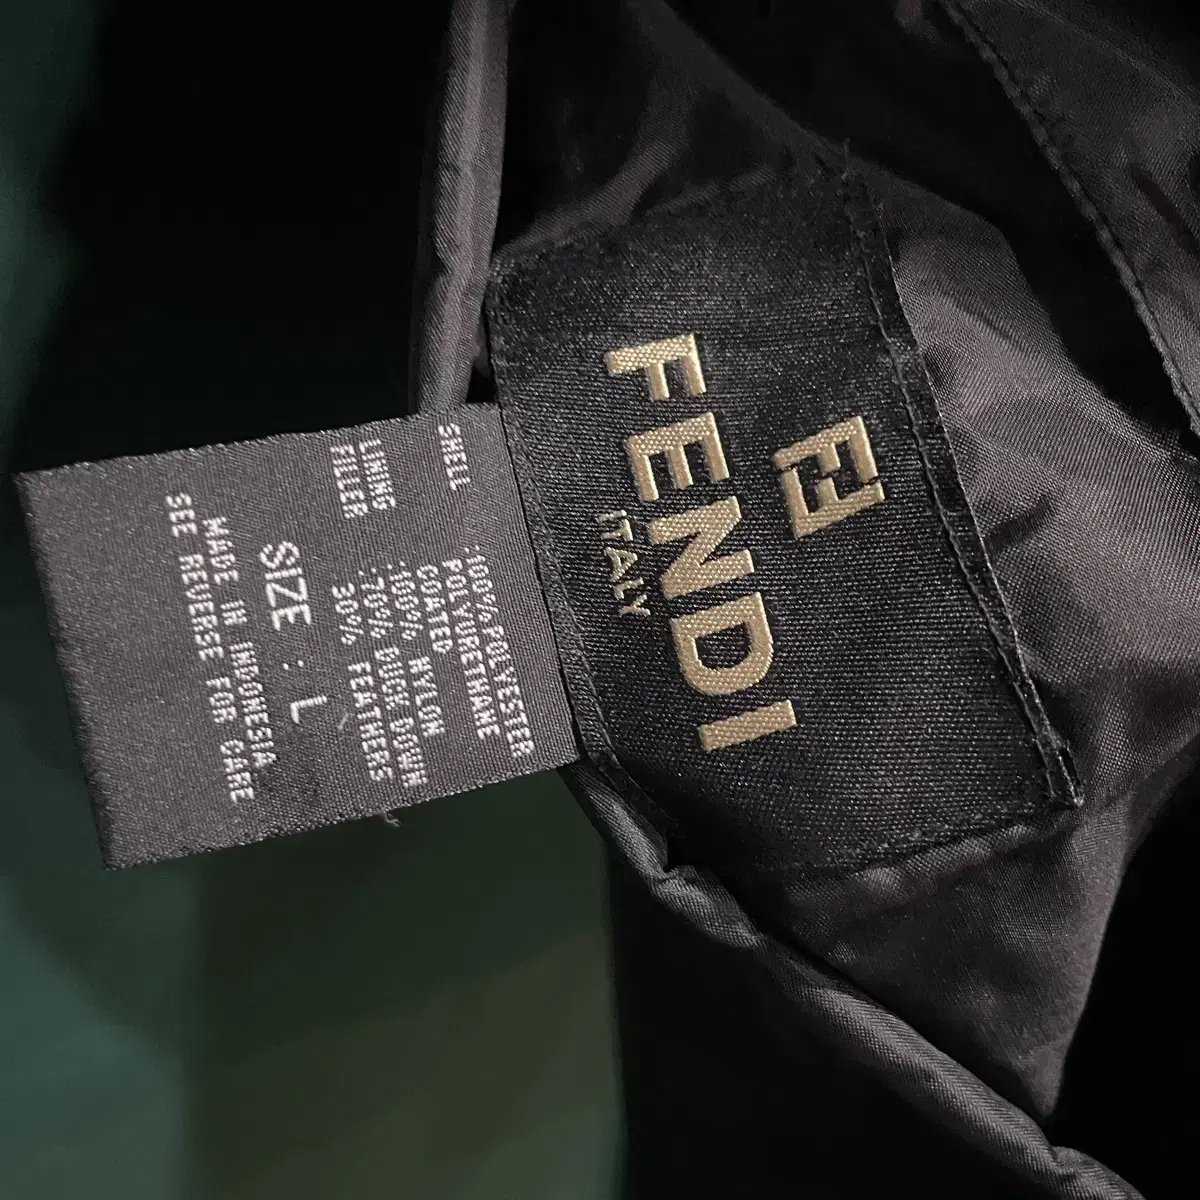 FF
FENDI
ITALY
SHELL :100% POLYESTER
POLYURETHANE
COATED
LINING :100% NYLON
FILLER :70% DUCK DOWN
30% FEATHERS
SIZE : L
MADE IN INDONESIA
SEE REVERSE FOR CARE